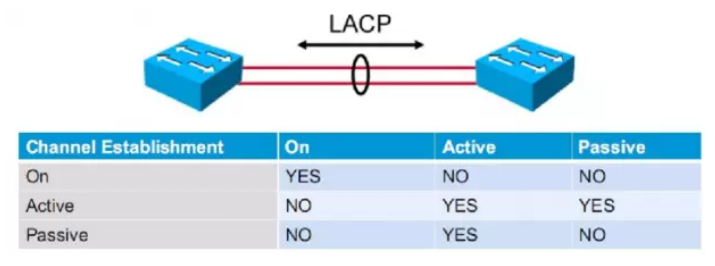 LACP
Channel Establishment On Active Passive
On YES NO NO
Active NO YES YES
Passive NO YES NO